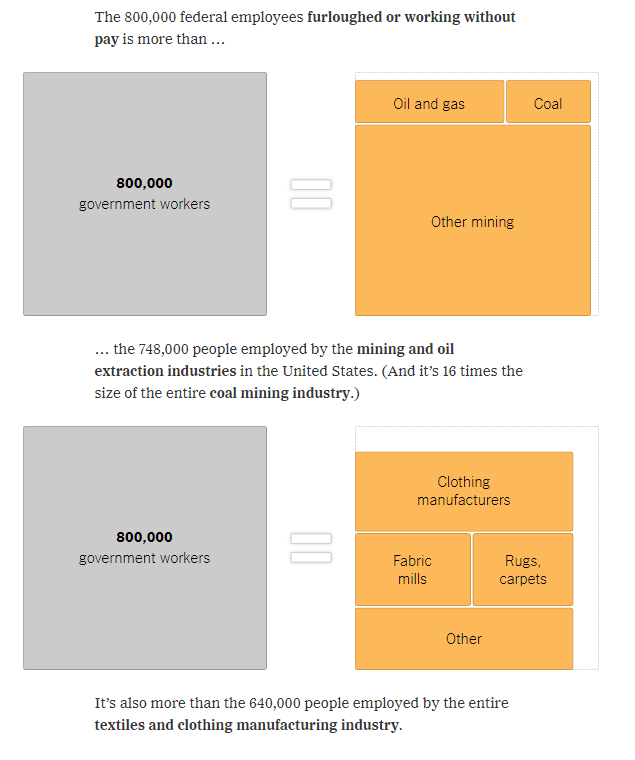 The 800,000 federal employees furloughed or working without
pay is more than …
800,000
government workers
Oil and gas
Coal
Other mining
… the 748,000 people employed by the mining and oil
extraction industries in the United States. (And it’s 16 times the
size of the entire coal mining industry.)
800,000
government workers
Clothing
manufacturers
Fabric
mills
Rugs,
carpets
Other
It’s also more than the 640,000 people employed by the entire
textiles and clothing manufacturing industry.